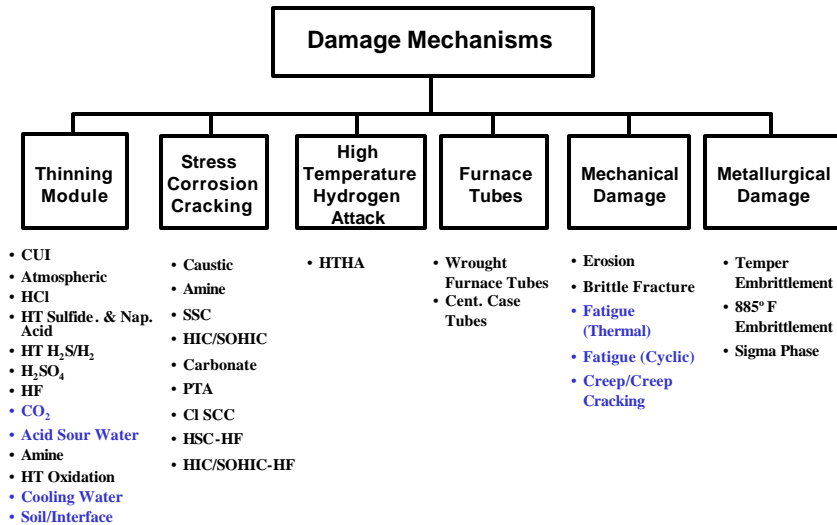 Damage Mechanisms
Thinning
Module
• CUI
• Atmospheric
• HCl
• HT Sulfide. & Nap.
Acid
• HT H₂S/H₂
• H₂SO₄
• HF
• CO₂
• Acid Sour Water
• Amine
• HT Oxidation
• Cooling Water
• Soil/Interface
Stress
Corrosion
Cracking
• Caustic
• Amine
• SSC
• HIC/SOHIC
• Carbonate
• PTA
• Cl SCC
• HSC-HF
• HIC/SOHIC-HF
High
Temperature
Hydrogen
Attack
• HTHA
Furnace
Tubes
• Wrought
Furnace Tubes
• Cent. Case
Tubes
Mechanical
Damage
• Erosion
• Brittle Fracture
• Fatigue
(Thermal)
• Fatigue (Cyclic)
• Creep/Creep
Cracking
Metallurgical
Damage
• Temper
Embrittlement
• 885º F
Embrittlement
• Sigma Phase